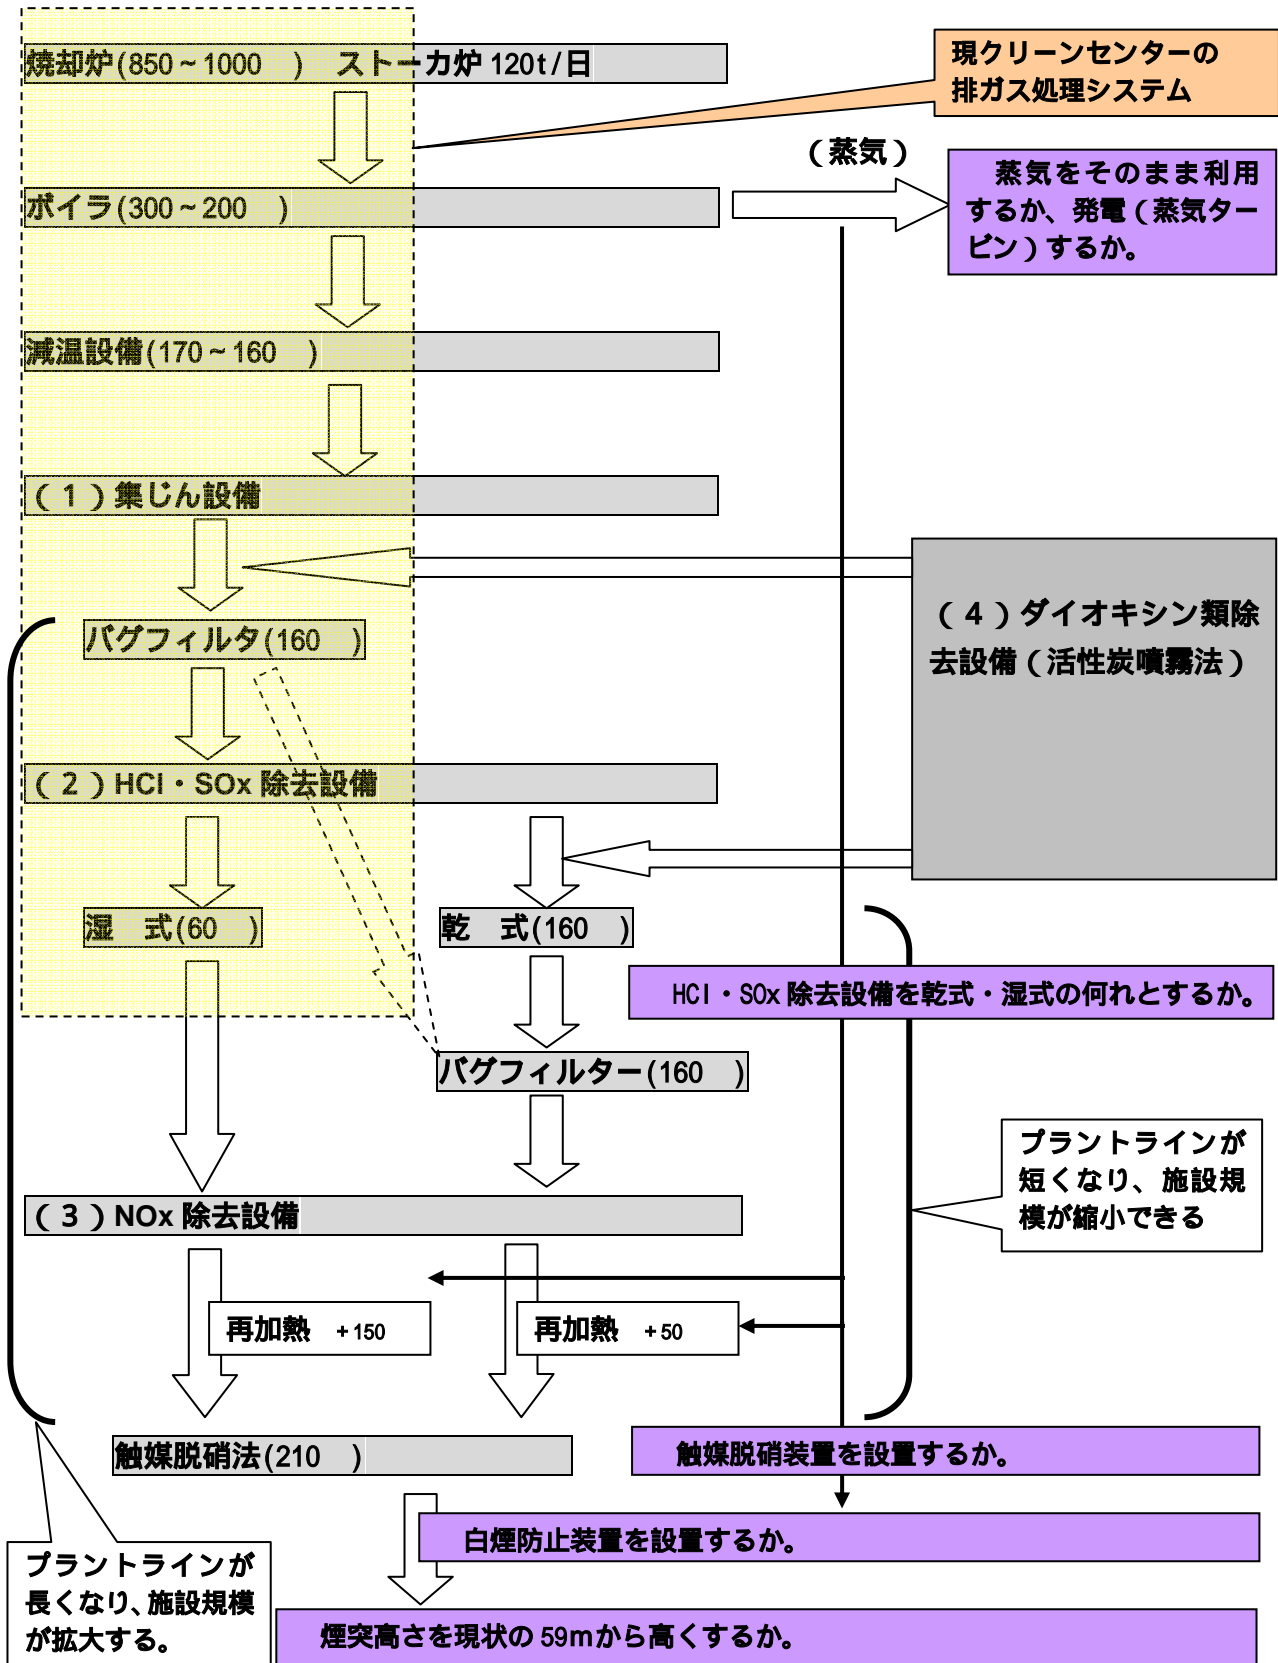 焼却炉(850～1000　)　ストーカ炉 120t/日
現クリーンセンターの
排ガス処理システム
（蒸気）
ボイラ(300～200　)
蒸気をそのまま利用
するか、発電（蒸気ター
ビン）するか。
減温設備(170～160　)
（１）集じん設備
（４）ダイオキシン類除
去設備（活性炭噴霧法）
バグフィルタ(160　)
（２）HCl・SOx 除去設備
湿　式(60　)
乾　式(160　)
HCl・SOx 除去設備を乾式・湿式の何れとするか。
バグフィルター(160　)
プラントラインが
短くなり、施設規
模が縮小できる
（３）NOx 除去設備
再加熱　+150
再加熱　+50
触媒脱硝法(210　)
触媒脱硝装置を設置するか。
白煙防止装置を設置するか。
プラントラインが
長くなり、施設規模
が拡大する。
煙突高さを現状の 59mから高くするか。